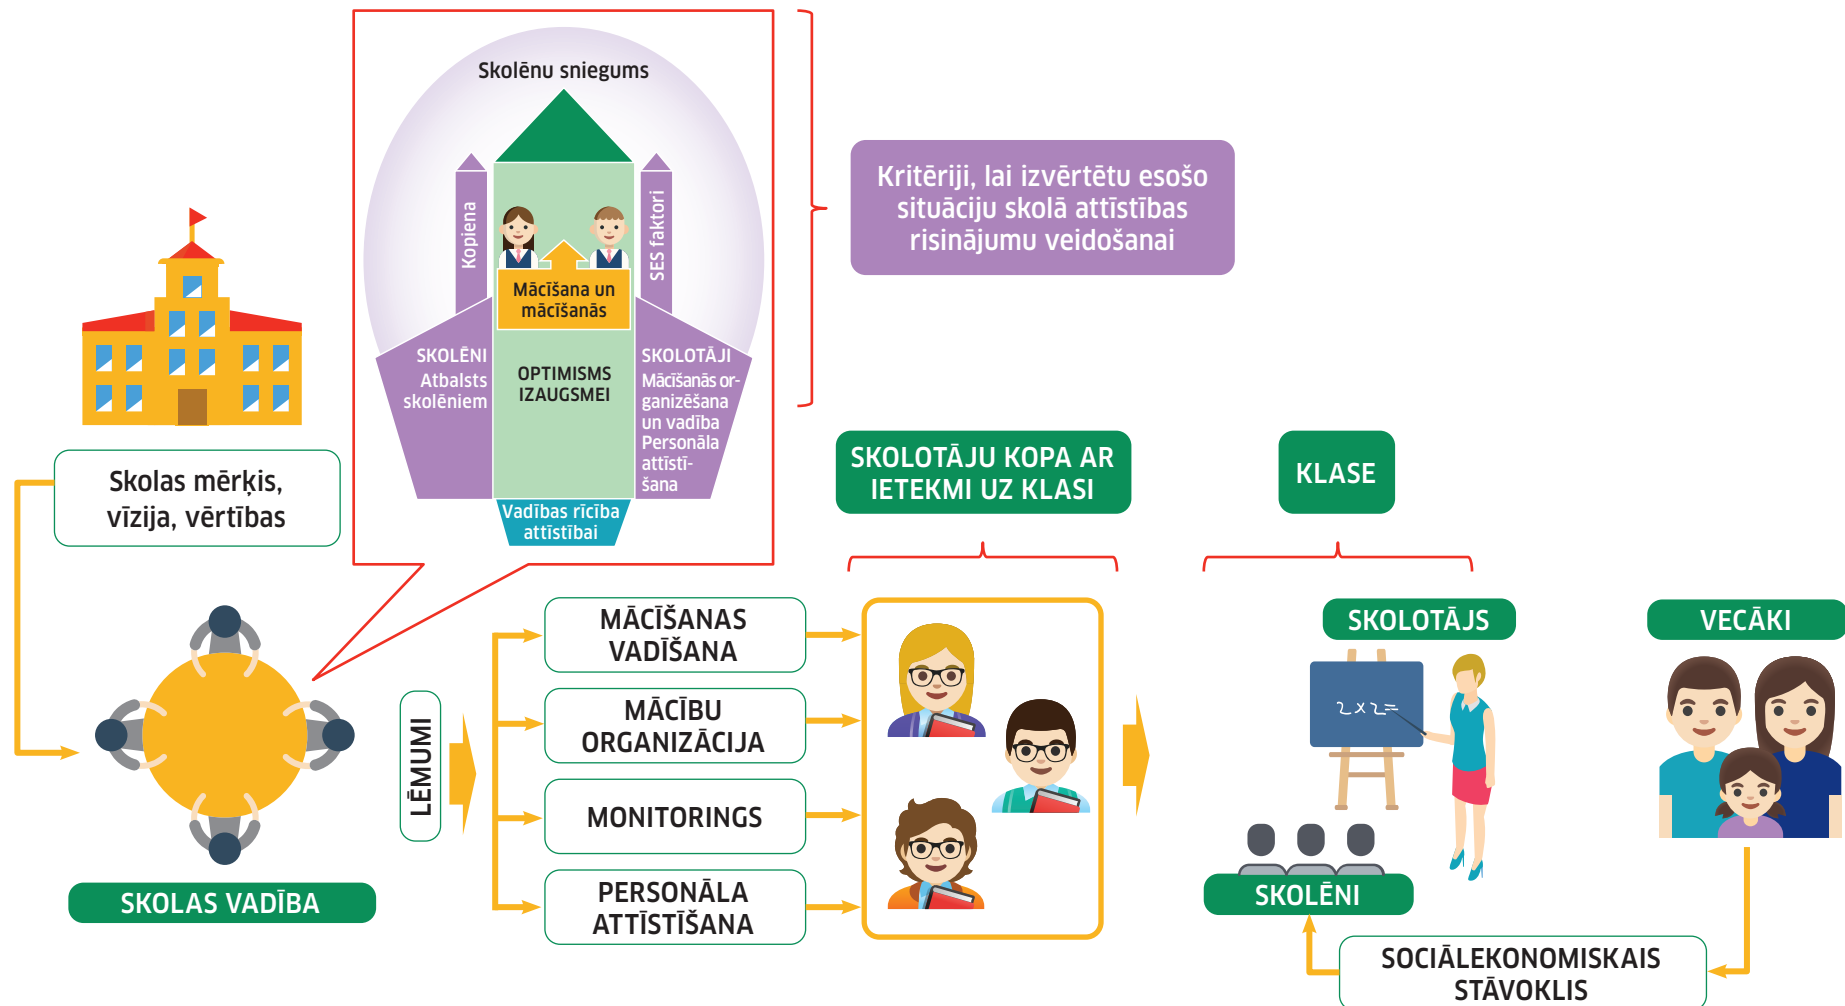 Skolēnu sniegums
Kopiena
SES faktori
Mācīšana un
mācīšanās
SKOLĒNI
Atbalsts
skolēniem
OPTIMISMS
IZAUGSMEI
SKOLOTĀJI
Mācīšanās or-
ganizēšana
un vadība
Personāla
attīstī-
šana
Vadības rīcība
attīstībai
Kritēriji, lai izvērtētu esošo
situāciju skolā attīstības
risinājumu veidošanai
Skolas mērķis,
vīzija, vērtības
SKOLAS VADĪBA
LĒMUMI
MĀCĪŠANAS
VADĪŠANA
MĀCĪBU
ORGANIZĀCIJA
MONITORINGS
PERSONĀLA
ATTĪSTĪŠANA
SKOLOTĀJU KOPA AR
IETEKMI UZ KLASI
KLASE
SKOLOTĀJS
2x2=
SKOLĒNI
VECĀKI
SOCIĀLEKONOMISKAIS
STĀVOKLIS